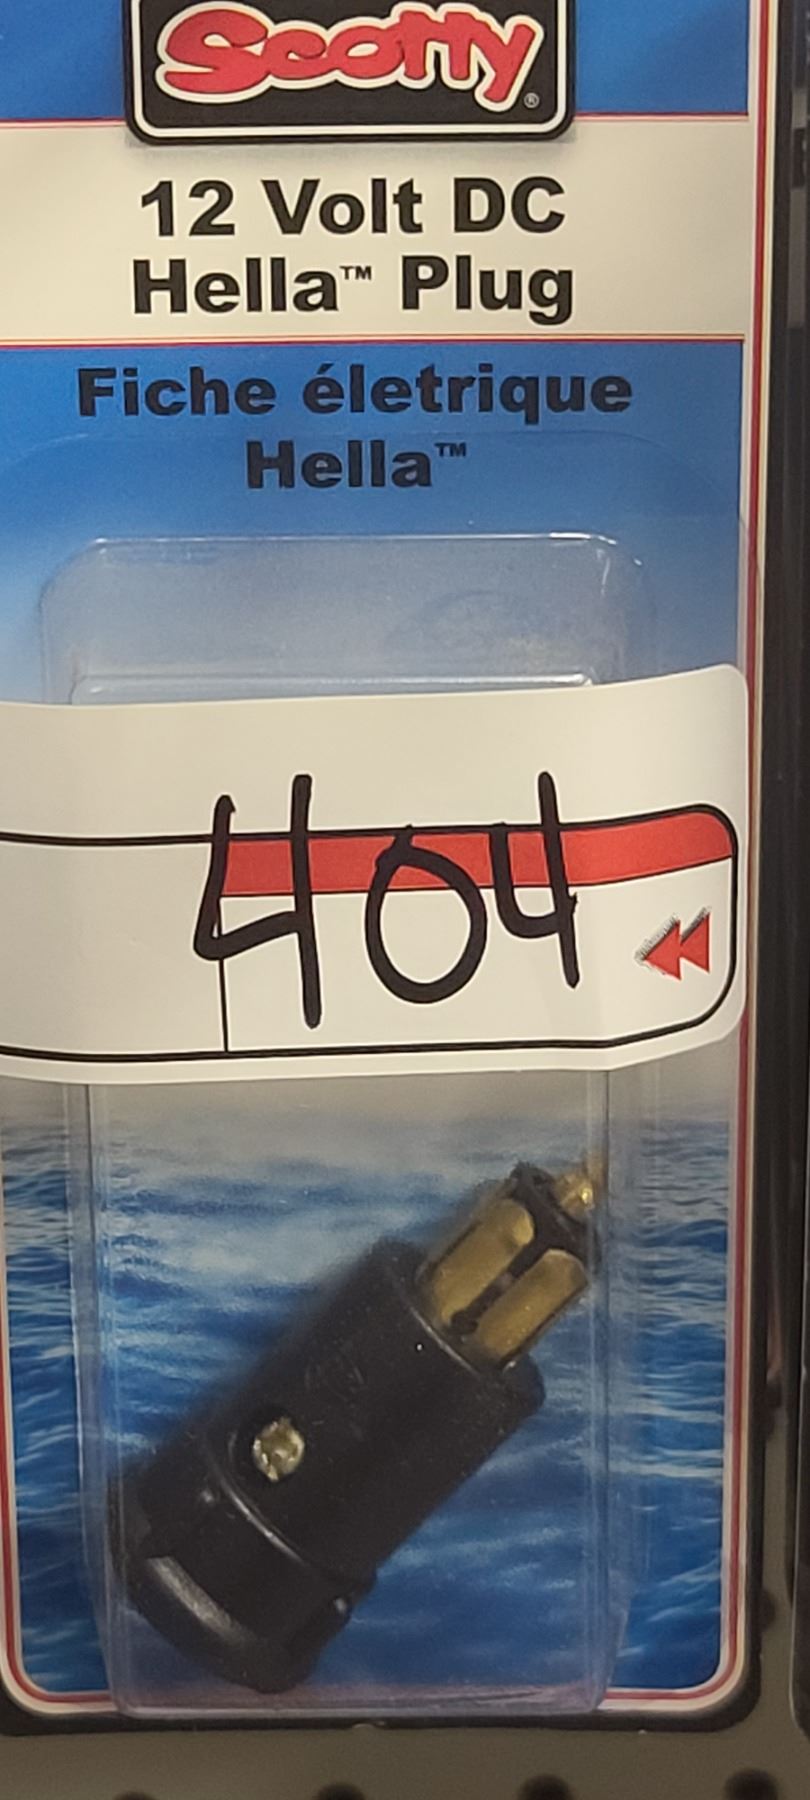 Scotty®
12 Volt DC
Hella™ Plug
Fiche életrique
Hella™
404